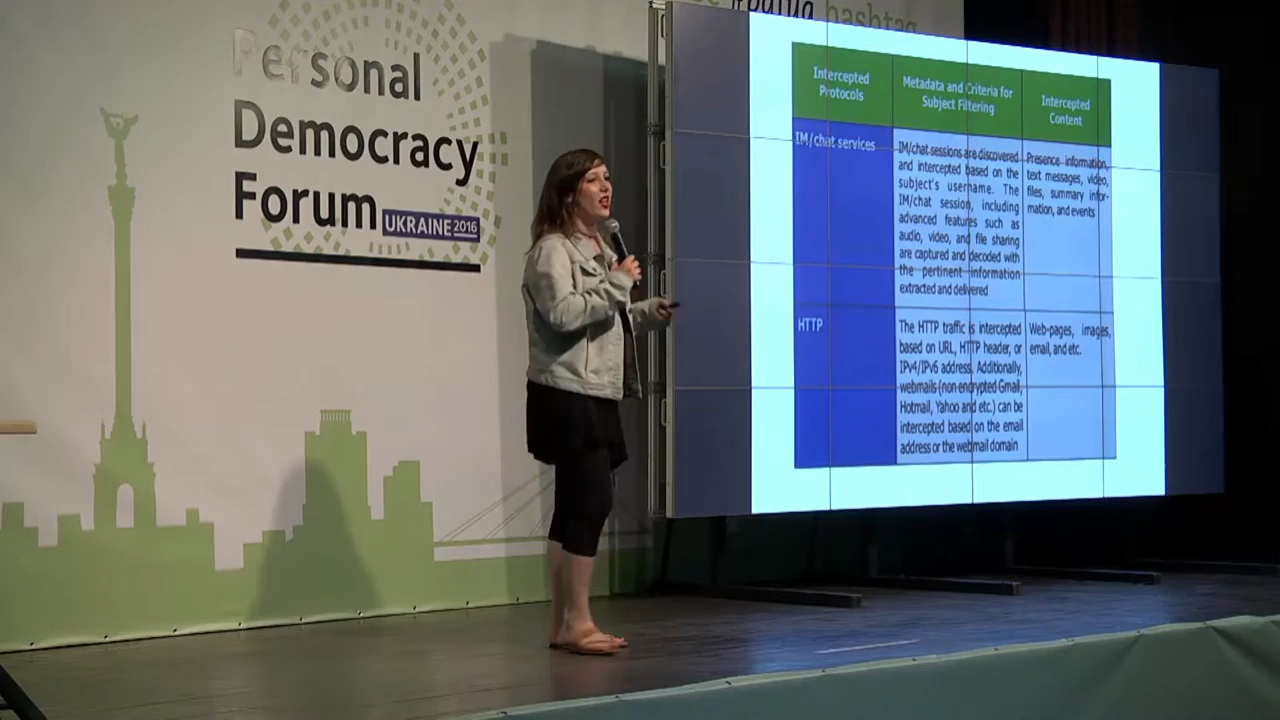 #pdfua hashtag
Personal
Democracy
Forum UKRAINE 2016
Intercepted
Protocols
Metadata and Criteria for
Subject Filtering
Intercepted
Content
IM/chat services
IM/chat sessions are discovered
and intercepted based on the
subject's username. The
IM/chat session, including
advanced features such as
audio, video, and file sharing
are captured and decoded with
the pertinent information
extracted and delivered
Presence information,
text messages, video,
files, summary infor-
mation, and events
HTTP
The HTTP traffic is intercepted
based on URL, HTTP header, or
IPv4/IPv6 address. Additionally,
webmails (non encrypted Gmail,
Hotmail, Yahoo and etc.) can be
intercepted based on the email
address or the webmail domain
Web-pages, images,
email, and etc.